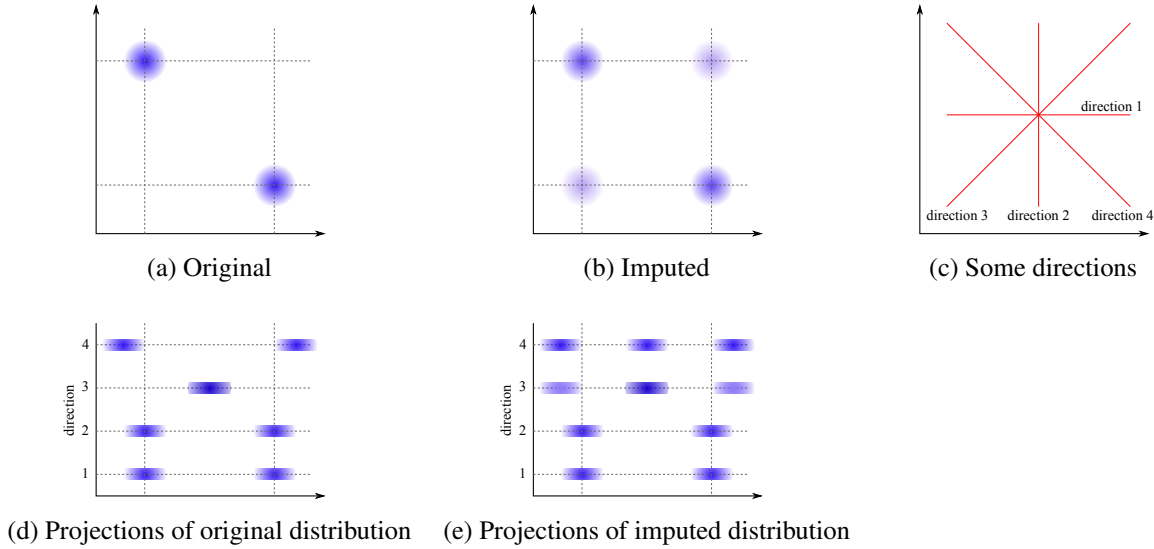 direction 1
direction 3
direction 2
direction 4
(a) Original
(b) Imputed
(c) Some directions
4
3
2
1
direction
4
3
2
1
direction
(d) Projections of original distribution
(e) Projections of imputed distribution